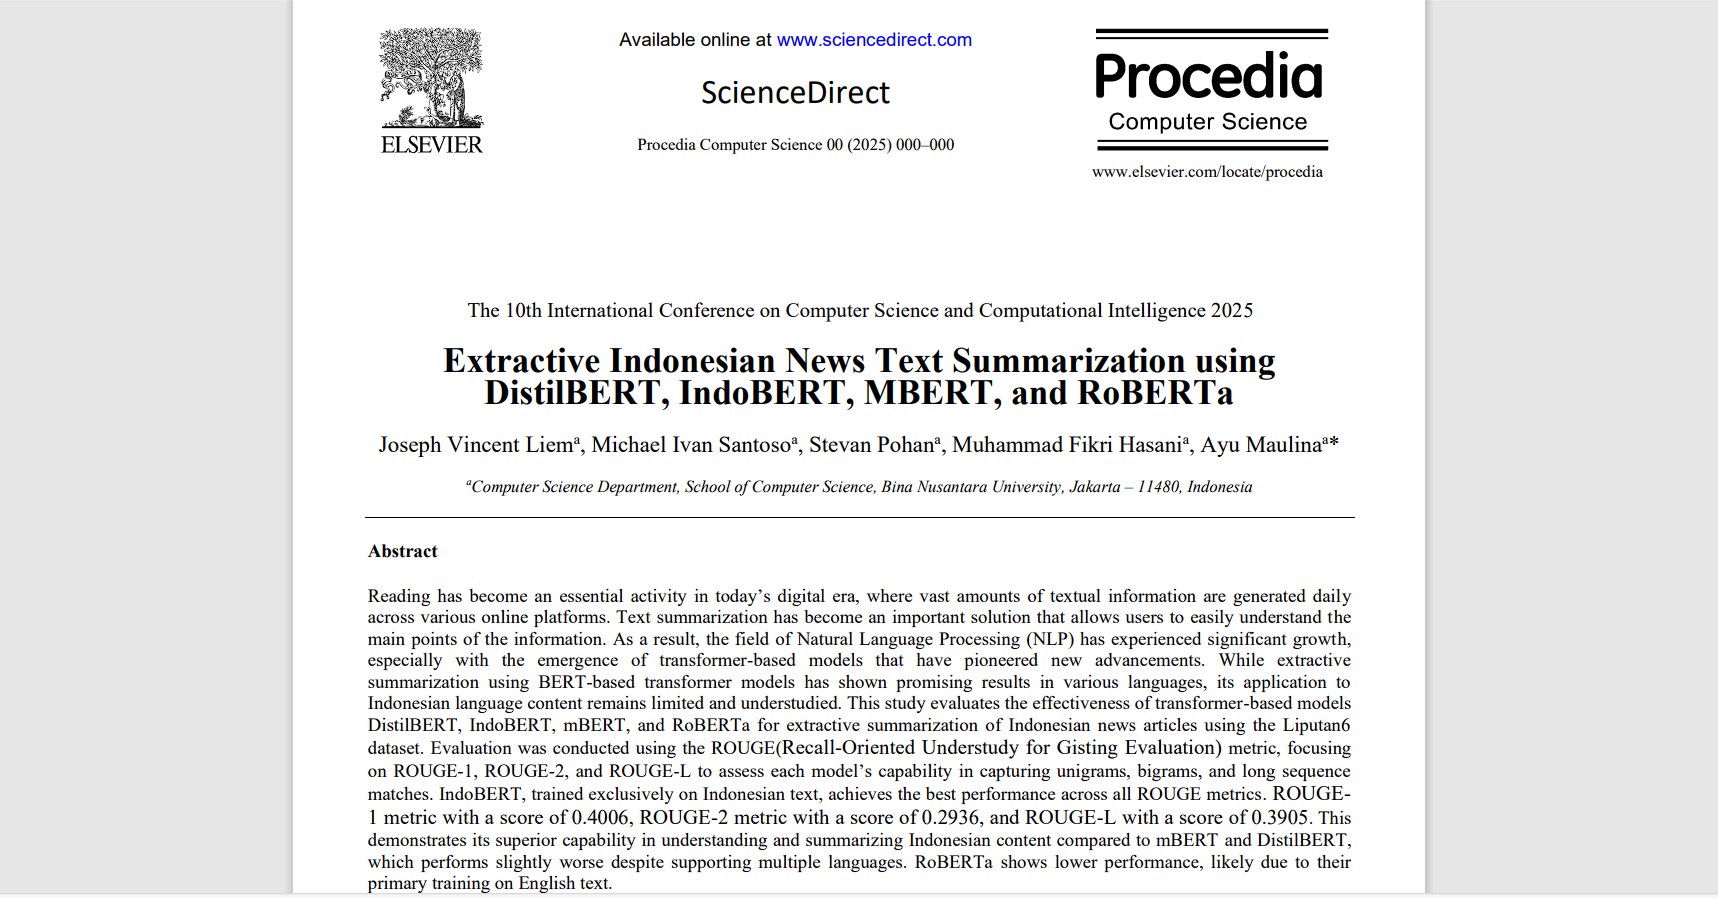 ELSEVIER
Available online at www.sciencedirect.com
ScienceDirect
Procedia Computer Science 00 (2025) 000–000
Procedia
Computer Science
www.elsevier.com/locate/procedia
The 10th International Conference on Computer Science and Computational Intelligence 2025
Extractive Indonesian News Text Summarization using
DistilBERT, IndoBERT, MBERT, and RoBERTa
Joseph Vincent Liemᵃ, Michael Ivan Santosoᵃ, Stevan Pohanᵃ, Muhammad Fikri Hasaniᵃ, Ayu Maulinaᵃ*
ᵃComputer Science Department, School of Computer Science, Bina Nusantara University, Jakarta – 11480, Indonesia
Abstract
Reading has become an essential activity in today’s digital era, where vast amounts of textual information are generated daily
across various online platforms. Text summarization has become an important solution that allows users to easily understand the
main points of the information. As a result, the field of Natural Language Processing (NLP) has experienced significant growth,
especially with the emergence of transformer-based models that have pioneered new advancements. While extractive
summarization using BERT-based transformer models has shown promising results in various languages, its application to
Indonesian language content remains limited and understudied. This study evaluates the effectiveness of transformer-based models
DistilBERT, IndoBERT, mBERT, and RoBERTa for extractive summarization of Indonesian news articles using the Liputan6
dataset. Evaluation was conducted using the ROUGE(Recall-Oriented Understudy for Gisting Evaluation) metric, focusing
on ROUGE-1, ROUGE-2, and ROUGE-L to assess each model’s capability in capturing unigrams, bigrams, and long sequence
matches. IndoBERT, trained exclusively on Indonesian text, achieves the best performance across all ROUGE metrics. ROUGE-
1 metric with a score of 0.4006, ROUGE-2 metric with a score of 0.2936, and ROUGE-L with a score of 0.3905. This
demonstrates its superior capability in understanding and summarizing Indonesian content compared to mBERT and DistilBERT,
which performs slightly worse despite supporting multiple languages. RoBERTa shows lower performance, likely due to their
primary training on English text.